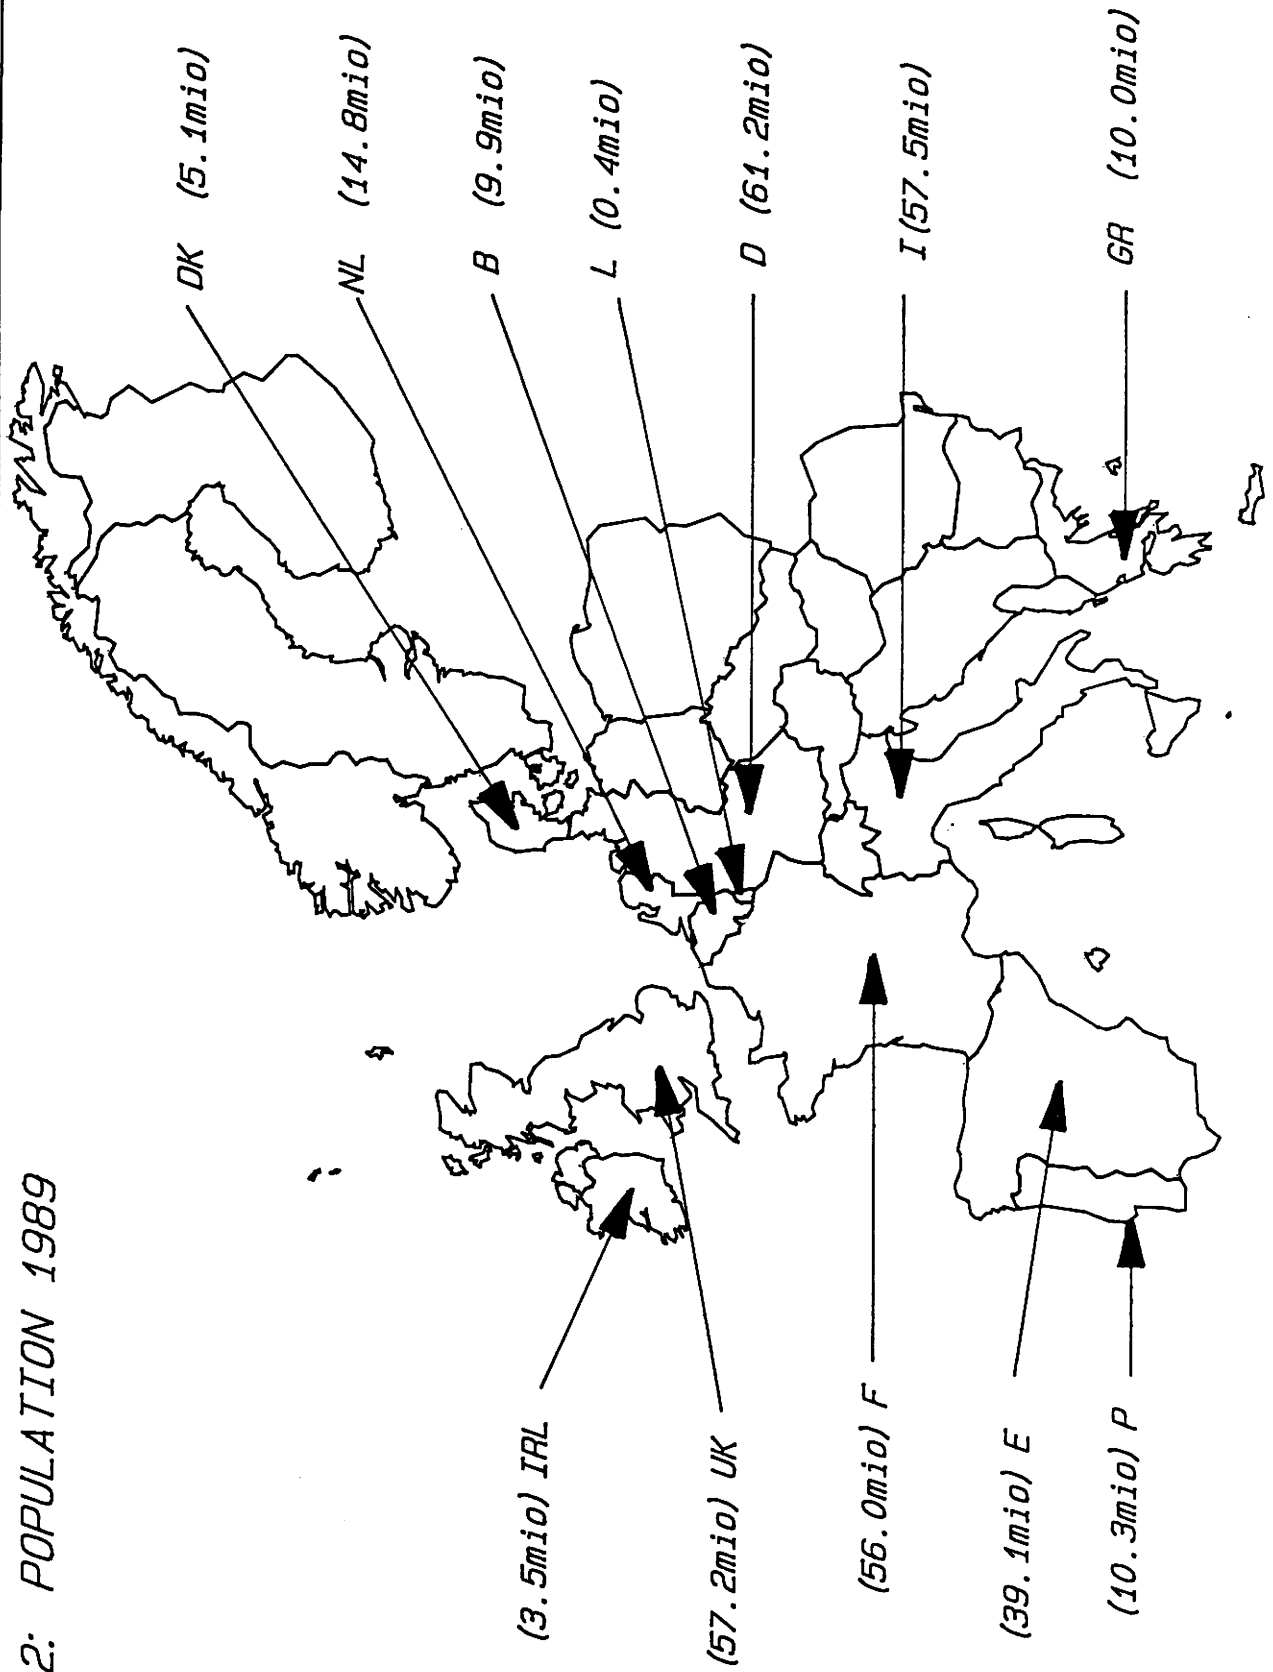 2: POPULATION 1989
DK (5.1mio)
NL (14.8mio)
B (9.9mio)
L (0.4mio)
D (61.2mio)
I(57.5mio)
GR (10.0mio)
(3.5mio) IRL
(57.2mio) UK
(56.0mio) F
(39.1mio) E
(10.3mio) P